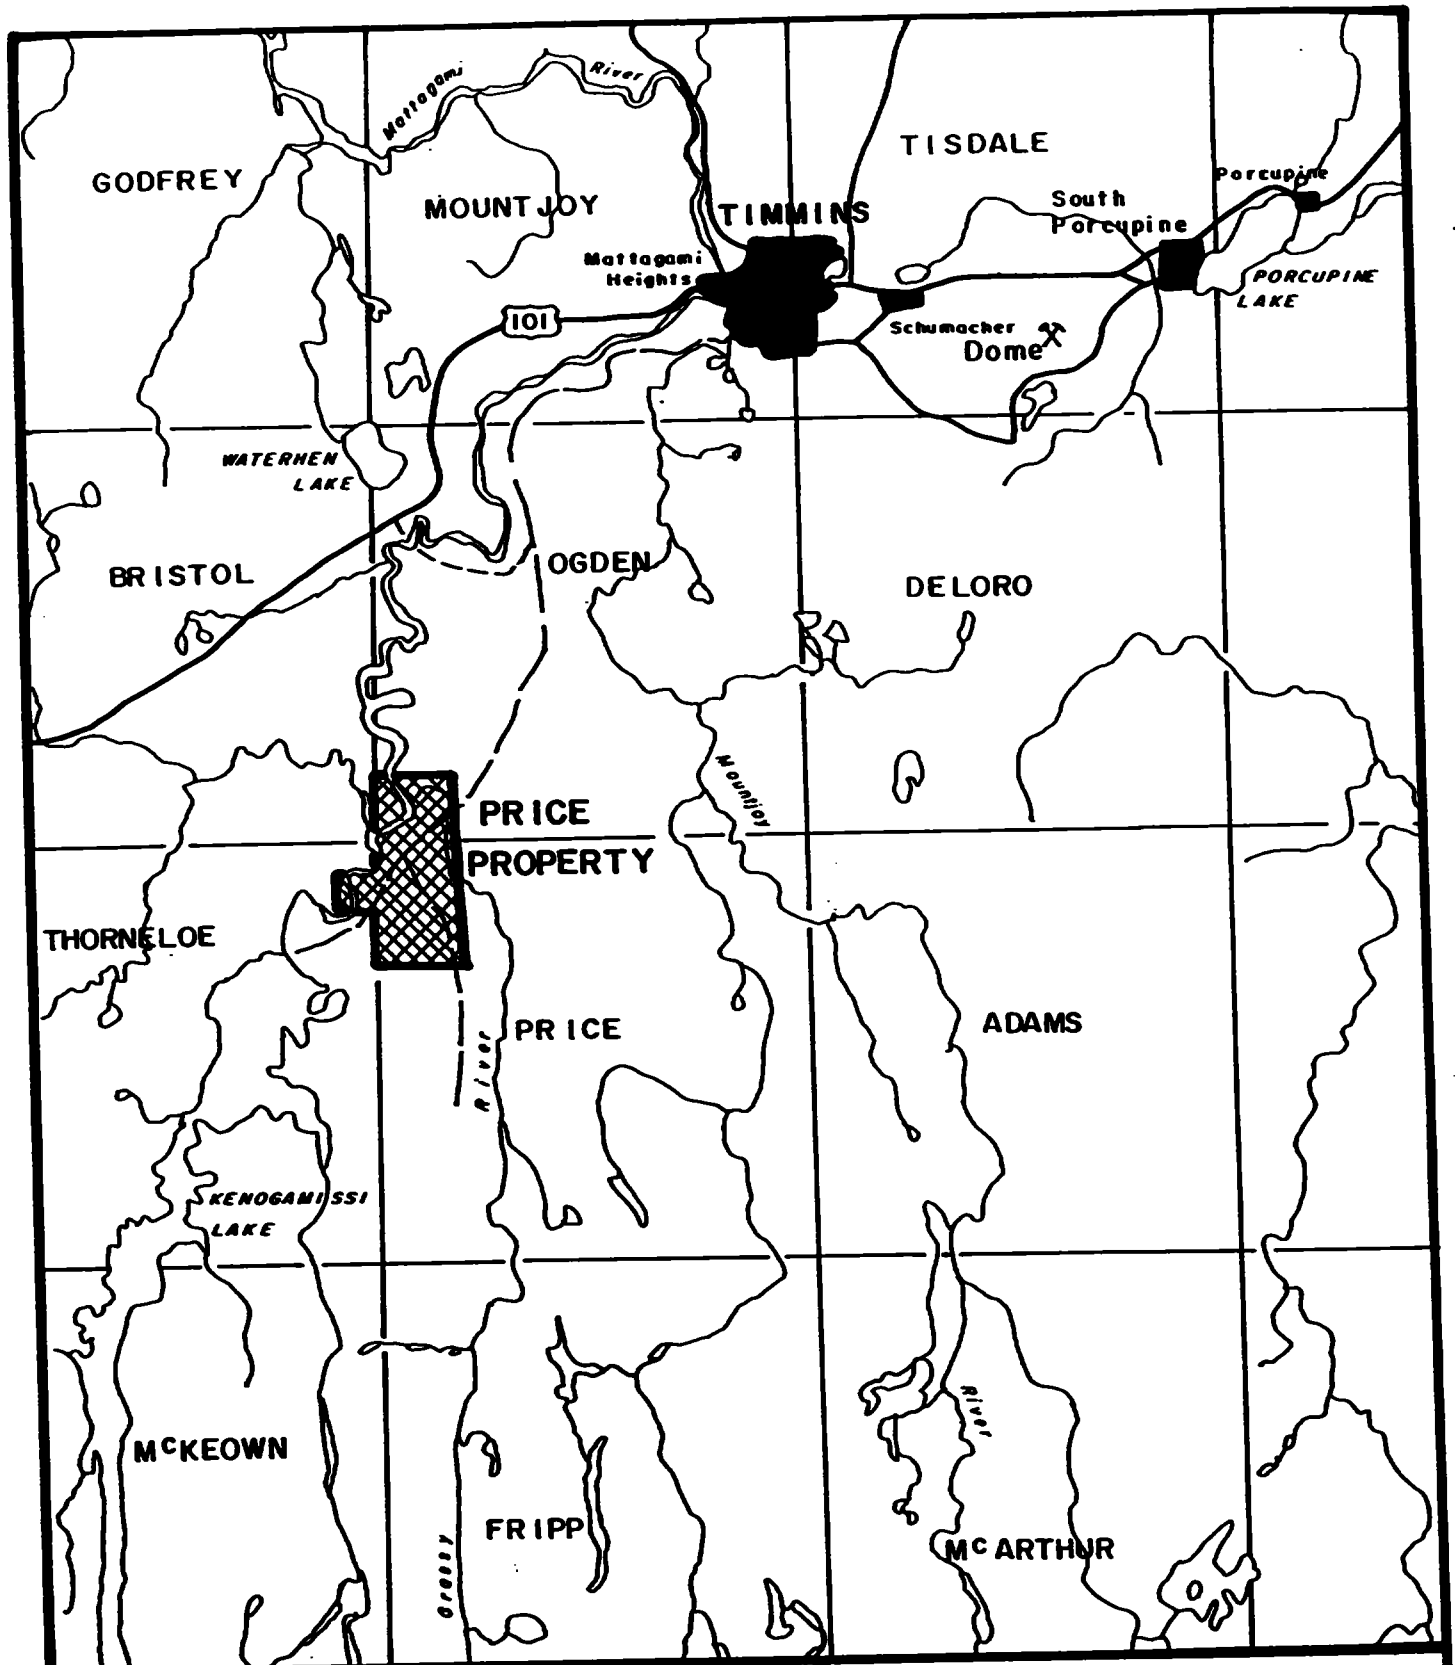 Mattagami River
TISDALE
GODFREY
Porcupine
MOUNTJOY
TIMMINS
South
Porcupine
Mattagami
Heights
PORCUPINE
LAKE
101
Schumacher
Dome
WATERHEN
LAKE
BRISTOL
OGDEN
DELORO
Mountjoy
PRICE
PROPERTY
THORNELOE
PRICE
River
ADAMS
KENOGAMISSI
LAKE
River
McKEOWN
FRIPP
McARTHUR
Grassy